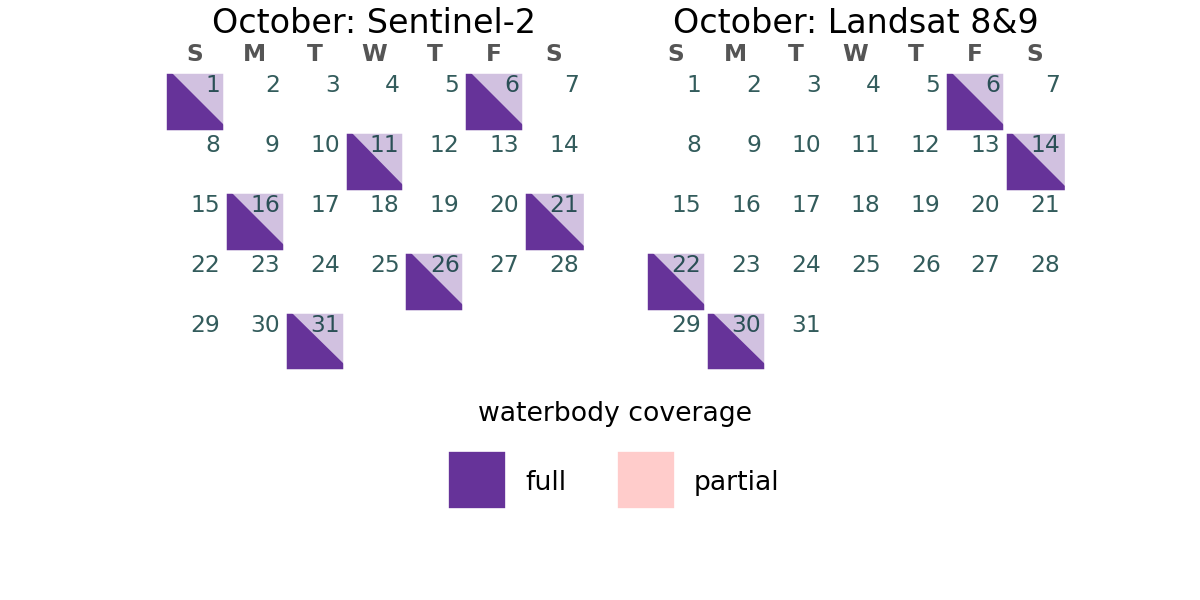 October: Sentinel-2
S M T W T F S
1 2 3 4 5 6 7
8 9 10 11 12 13 14
15 16 17 18 19 20 21
22 23 24 25 26 27 28
29 30 31
October: Landsat 8&9
S M T W T F S
1 2 3 4 5 6 7
8 9 10 11 12 13 14
15 16 17 18 19 20 21
22 23 24 25 26 27 28
29 30 31
waterbody coverage
full partial